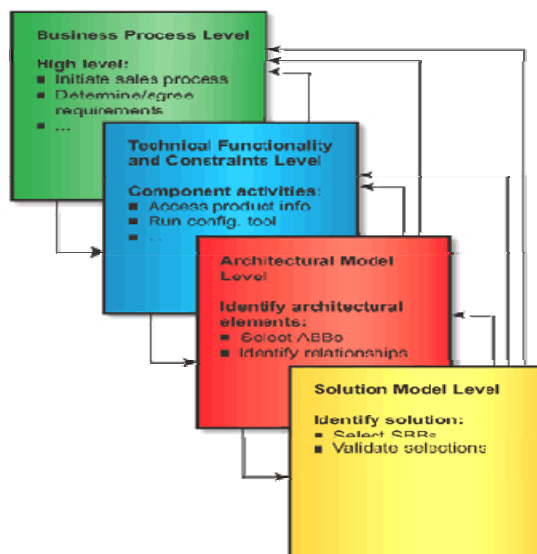 Business Process Level
High level:
■ Initiate sales process
■ Determine/agree
requirements
■ ...
Technical Functionality
and Constraints Level
Component activities:
■ Access product info
■ Run config. tool
■ ...
Architectural Model
Level
Identify architectural
elements:
■ Select ABBs
■ Identify relationships
Solution Model Level
Identify solution:
■ Select SBBs
■ Validate selections